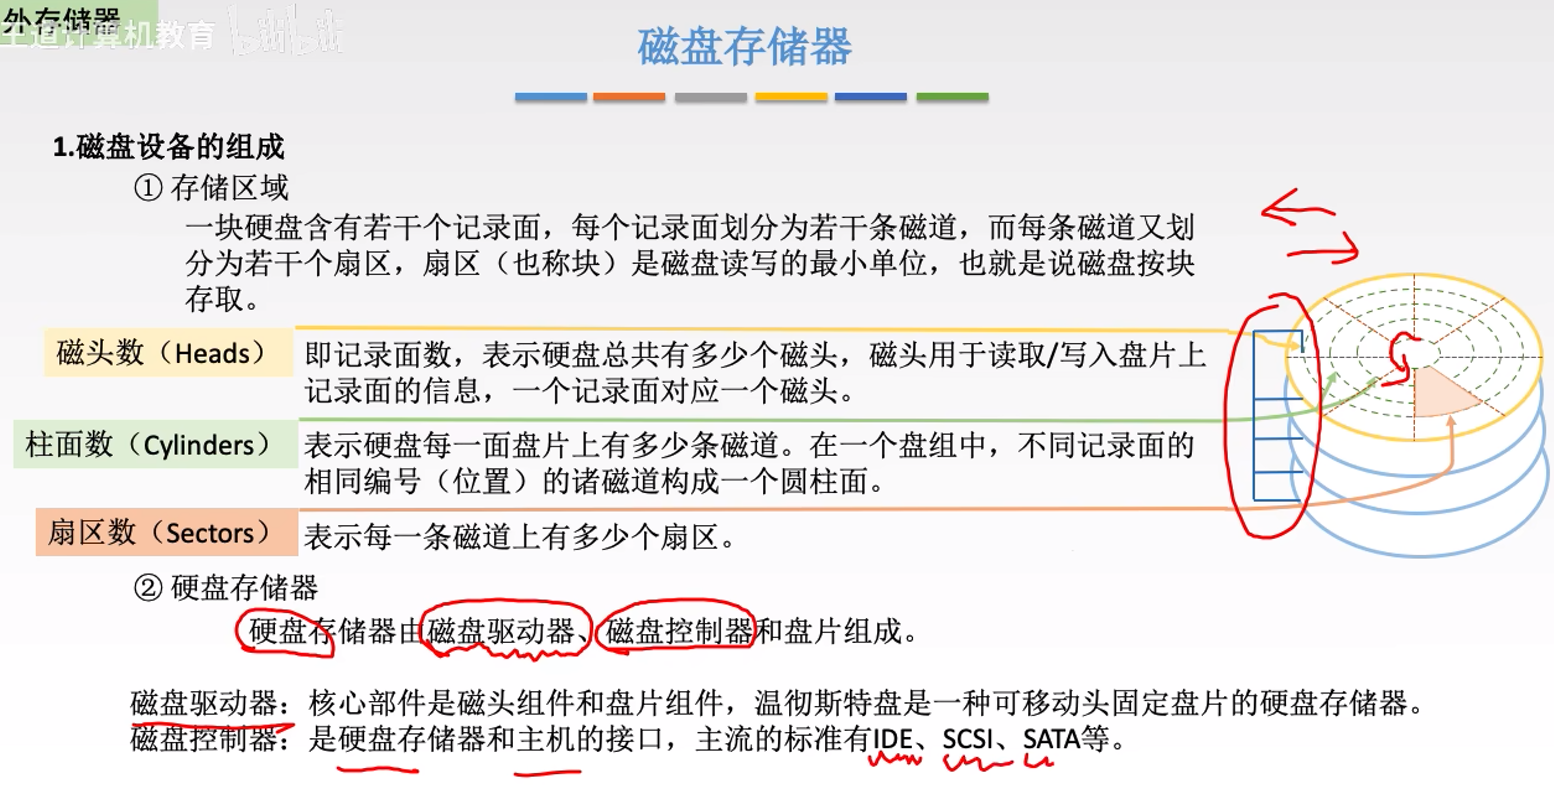 外存储器
王道计算机教育 bilibili
磁盘存储器
1.磁盘设备的组成
① 存储区域
一块硬盘含有若干个记录面，每个记录面划分为若干条磁道，而每条磁道又划
分为若干个扇区，扇区（也称块）是磁盘读写的最小单位，也就是说磁盘按块
存取。
磁头数（Heads）
即记录面数，表示硬盘总共有多少个磁头，磁头用于读取/写入盘片上
记录面的信息，一个记录面对应一个磁头。
柱面数（Cylinders）
表示硬盘每一面盘片上有多少条磁道。在一个盘组中，不同记录面的
相同编号（位置）的诸磁道构成一个圆柱面。
扇区数（Sectors）
表示每一条磁道上有多少个扇区。
② 硬盘存储器
硬盘存储器由磁盘驱动器、磁盘控制器和盘片组成。
磁盘驱动器：核心部件是磁头组件和盘片组件，温彻斯特盘是一种可移动头固定盘片的硬盘存储器。
磁盘控制器：是硬盘存储器和主机的接口，主流的标准有IDE、SCSI、SATA等。